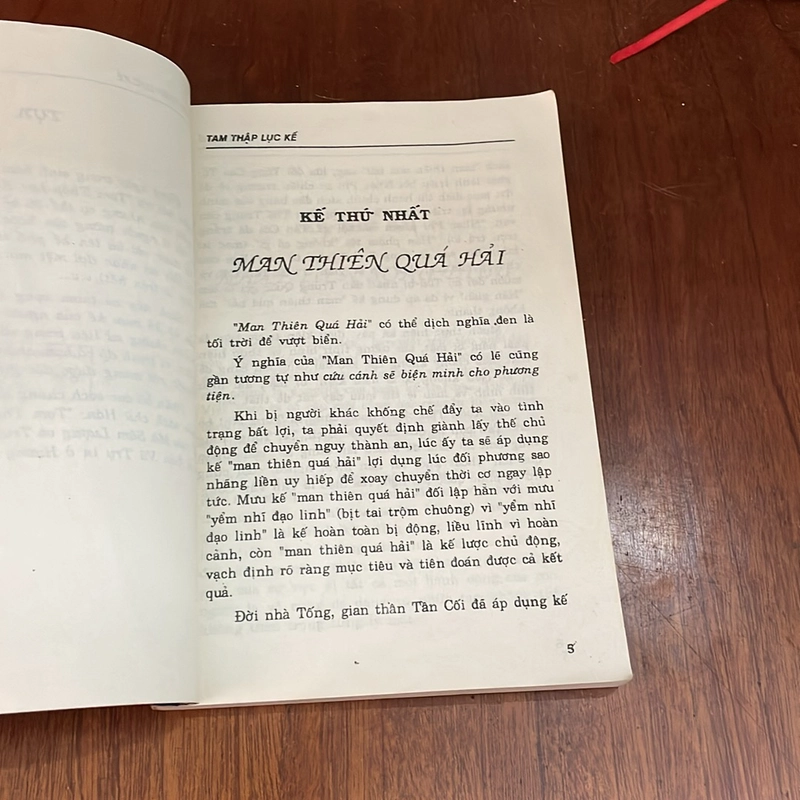 TAM THẬP LỤC KẾ
KẾ THỨ NHẤT
MAN THIÊN QUÁ HẢI
"Man Thiên Quá Hải" có thể dịch nghĩa đen là
tối trời để vượt biển.
Ý nghĩa của "Man Thiên Quá Hải" có lẽ cũng
gần tương tự như cứu cánh sẽ biện minh cho phương
tiện.
Khi bị người khác khống chế đẩy ta vào tình
trạng bất lợi, ta phải quyết định giành lấy thế chủ
động để chuyển nguy thành an, lúc ấy ta sẽ áp dụng
kế "man thiên quá hải" lợi dụng lúc đối phương sao
nhãng liền uy hiếp để xoay chuyển thời cơ ngay lập
tức. Mưu kế "man thiên quá hải" đối lập hẳn với mưu
"yểm nhĩ đạo linh" (bịt tai trộm chuông) vì "yểm nhĩ
đạo linh" là kế hoàn toàn bị động, liều lĩnh vì hoàn
cảnh, còn "man thiên quá hải" là kế lược chủ động,
vạch định rõ ràng mục tiêu và tiên đoán được cả kết
quả.
Đời nhà Tống, gian thần Tần Cối đã áp dụng kế
5